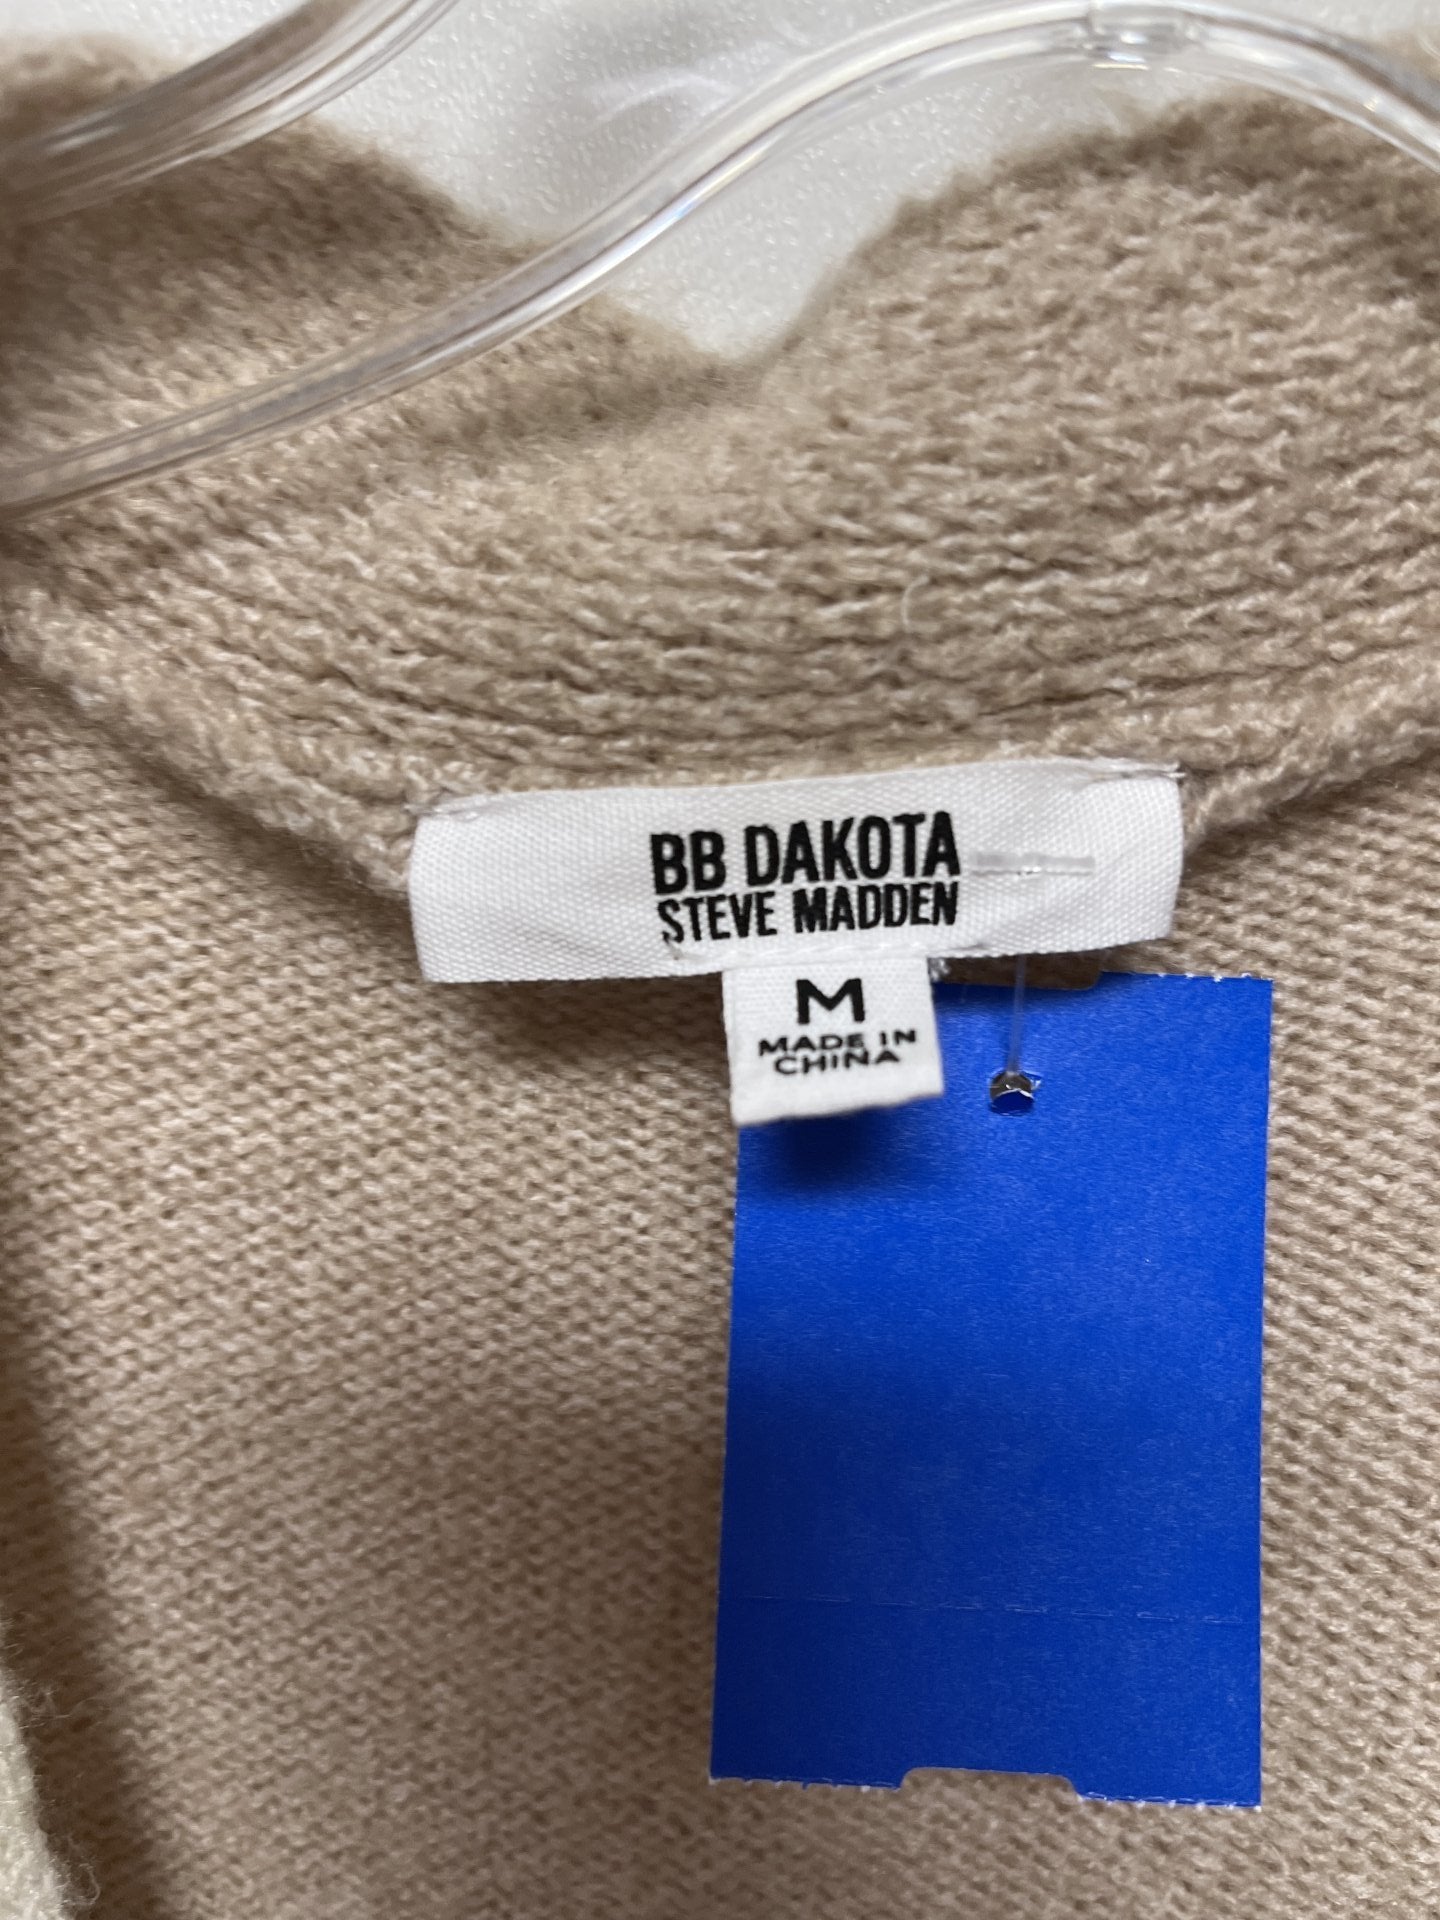 BB DAKOTA
STEVE MADDEN
M
MADE IN
CHINA